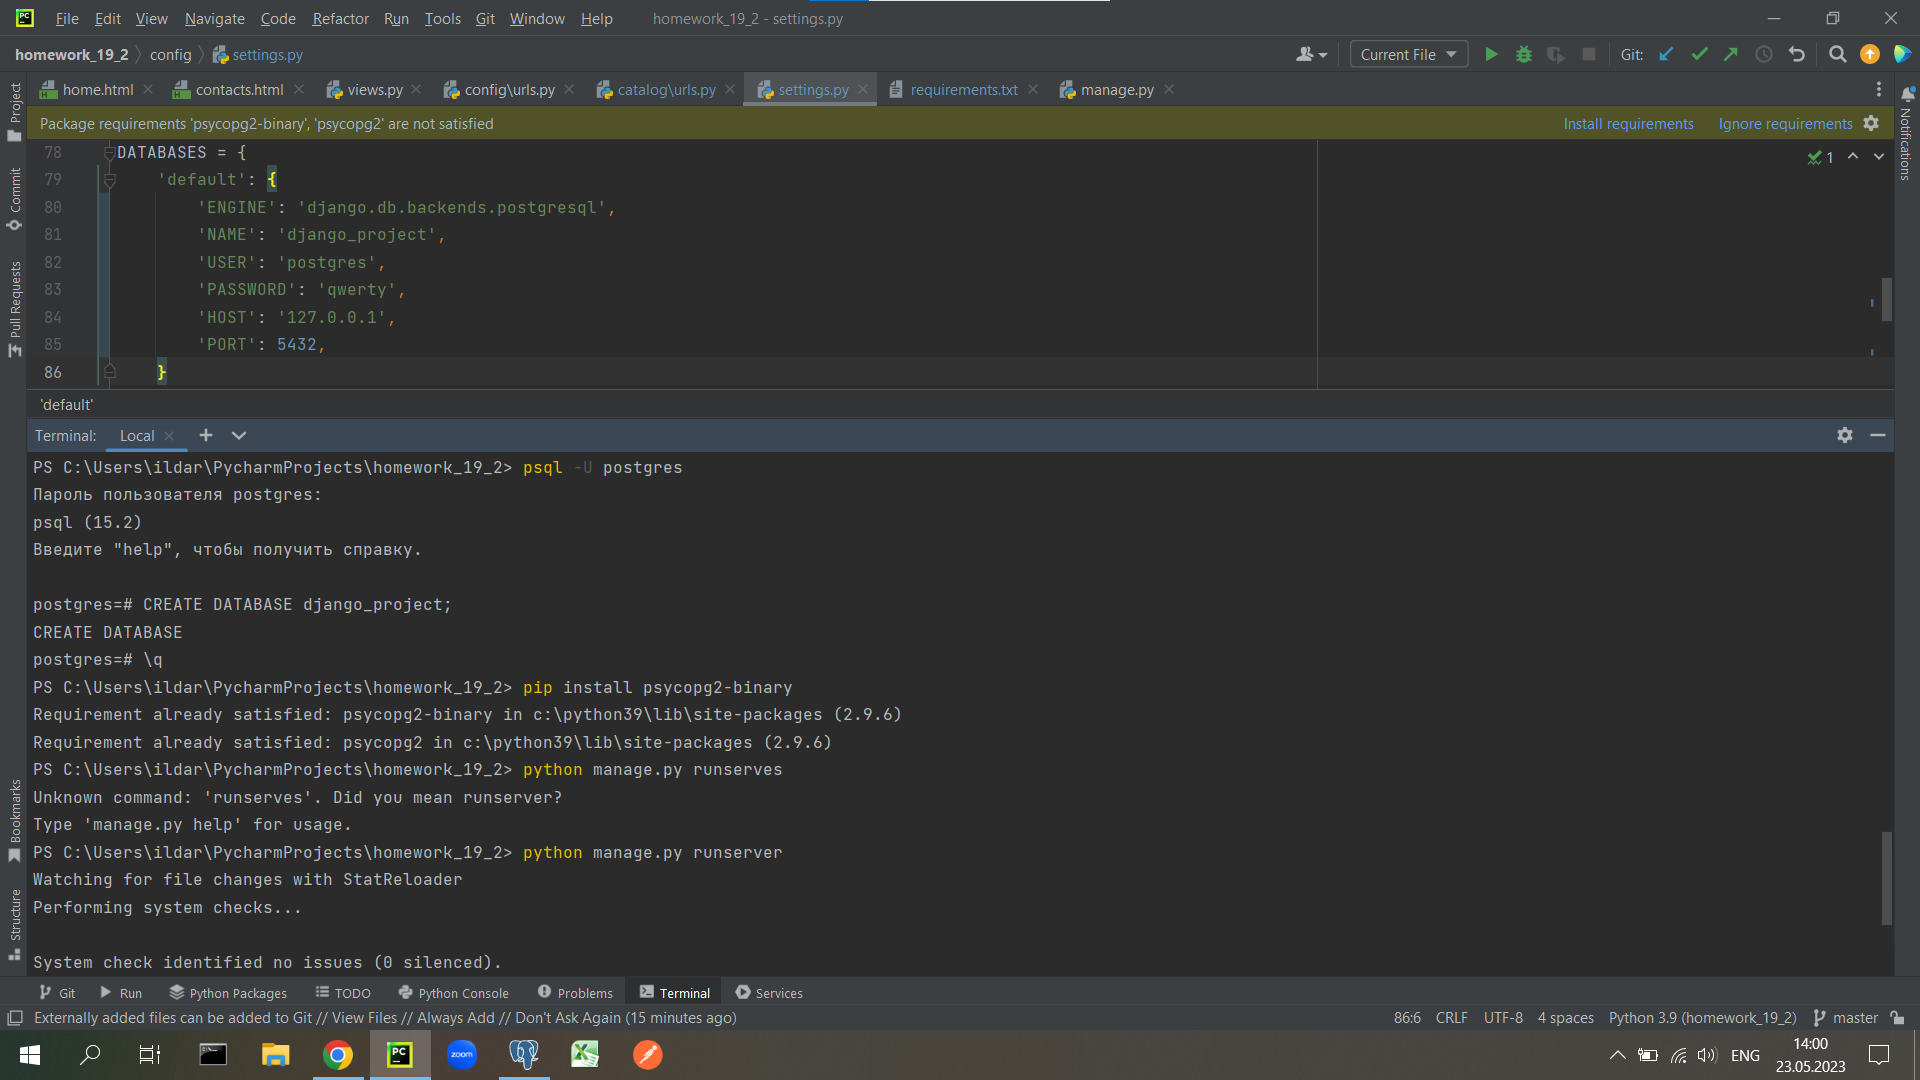 File Edit View Navigate Code Refactor Run Tools Git Window Help homework_19_2 - settings.py
homework_19_2 config settings.py Current File Git:
home.html contacts.html views.py config\urls.py catalog\urls.py settings.py requirements.txt manage.py
Package requirements 'psycopg2-binary', 'psycopg2' are not satisfied Install requirements Ignore requirements
78 DATABASES = {
79 'default': {
80 'ENGINE': 'django.db.backends.postgresql',
81 'NAME': 'django_project',
82 'USER': 'postgres',
83 'PASSWORD': 'qwerty',
84 'HOST': '127.0.0.1',
85 'PORT': 5432,
86 }
1
'default'
Project
Commit
Pull Requests
Bookmarks
Structure
Notifications
Terminal: Local
PS C:\Users\ildar\PycharmProjects\homework_19_2> psql -U postgres
Пароль пользователя postgres:
psql (15.2)
Введите "help", чтобы получить справку.
postgres=# CREATE DATABASE django_project;
CREATE DATABASE
postgres=# \q
PS C:\Users\ildar\PycharmProjects\homework_19_2> pip install psycopg2-binary
Requirement already satisfied: psycopg2-binary in c:\python39\lib\site-packages (2.9.6)
Requirement already satisfied: psycopg2 in c:\python39\lib\site-packages (2.9.6)
PS C:\Users\ildar\PycharmProjects\homework_19_2> python manage.py runserves
Unknown command: 'runserves'. Did you mean runserver?
Type 'manage.py help' for usage.
PS C:\Users\ildar\PycharmProjects\homework_19_2> python manage.py runserver
Watching for file changes with StatReloader
Performing system checks...
System check identified no issues (0 silenced).
Git Run Python Packages TODO Python Console Problems Terminal Services
Externally added files can be added to Git // View Files // Always Add // Don't Ask Again (15 minutes ago) 86:6 CRLF UTF-8 4 spaces Python 3.9 (homework_19_2) master
PC zoom ENG 14:00
23.05.2023